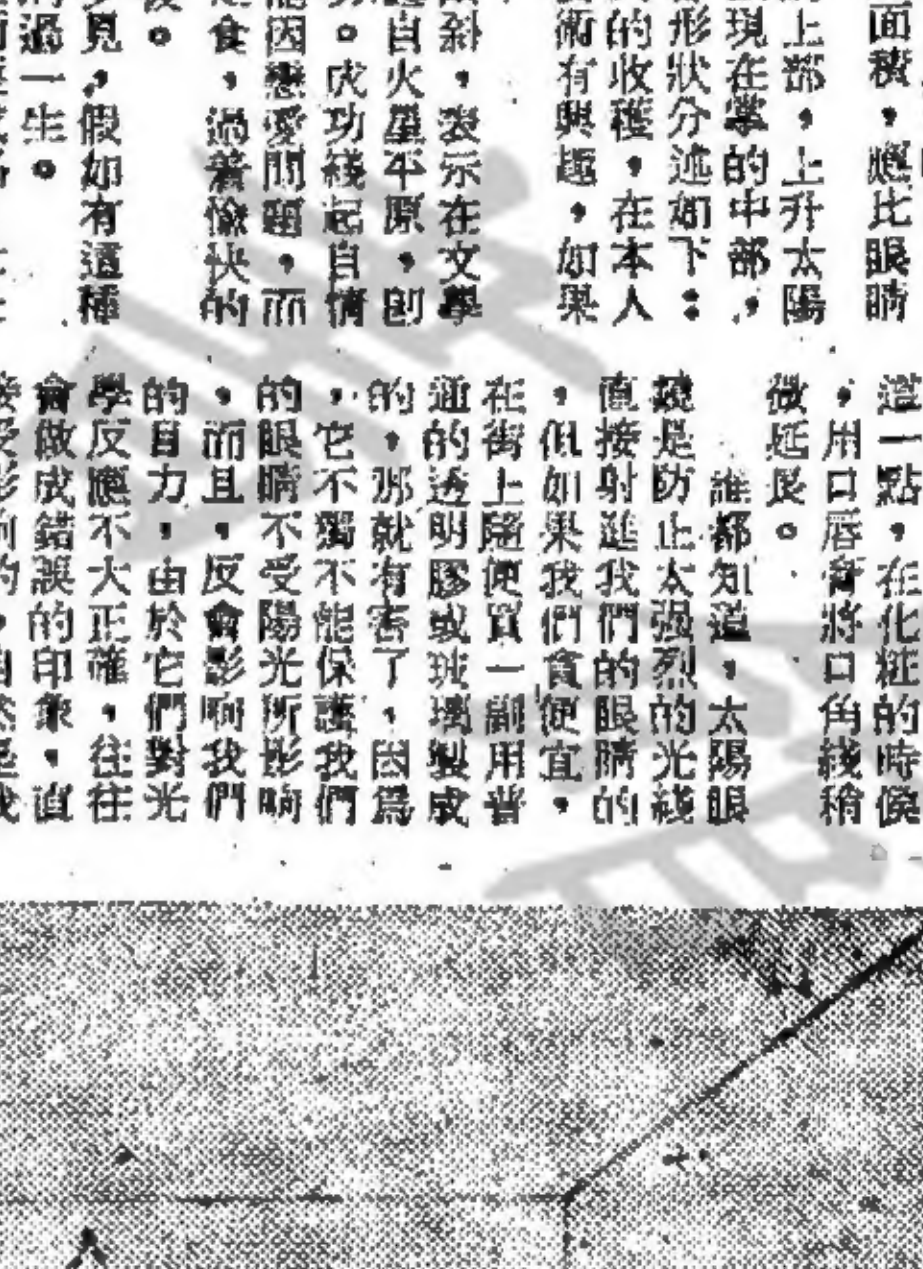 面積，應比眼睛
上部，上升太陽
現在掌的中部，
形狀分述如下：
的收穫，在本人
術有興趣，如果
斜，表示在文學
自火星平原，則
。成功綫起自情
因戀愛問題，而
食，過着愉快的
。
見，假如有這種
過一生。
這一點，在化粧的時候
，用口唇膏將口角綫稍
微延長。
誰都知道，太陽眼
鏡是防止太强烈的光綫
直接射進我們的眼睛的
，但如果我們貪便宜，
在街上隨便買一副用普
通的透明膠或玻璃製成
的，那就有害了，因爲
，它不獨不能保護我們
的眼睛不受陽光所影响
，而且，反會影响我們
的目力，由於它們對光
學反應不大正確，往往
會做成錯誤的印象，直